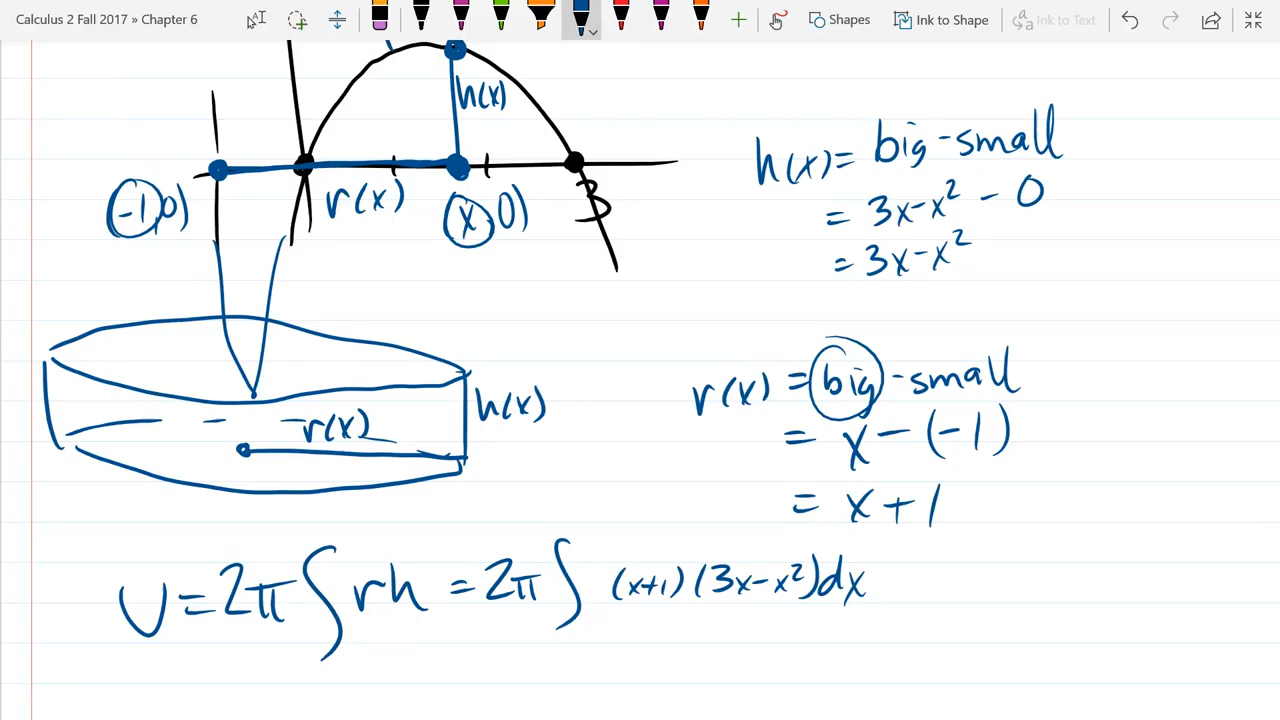 Calculus 2 Fall 2017 » Chapter 6
Shapes
Ink to Shape
Ink to Text
h(x)
r(x)
(-1,0)
(x,0)
3
h(x) = big - small
= 3x - x² - 0
= 3x - x²
h(x)
r(x)
r(x) = big - small
= x - (-1)
= x + 1
V = 2π ∫ rh = 2π ∫ (x+1)(3x-x²)dx